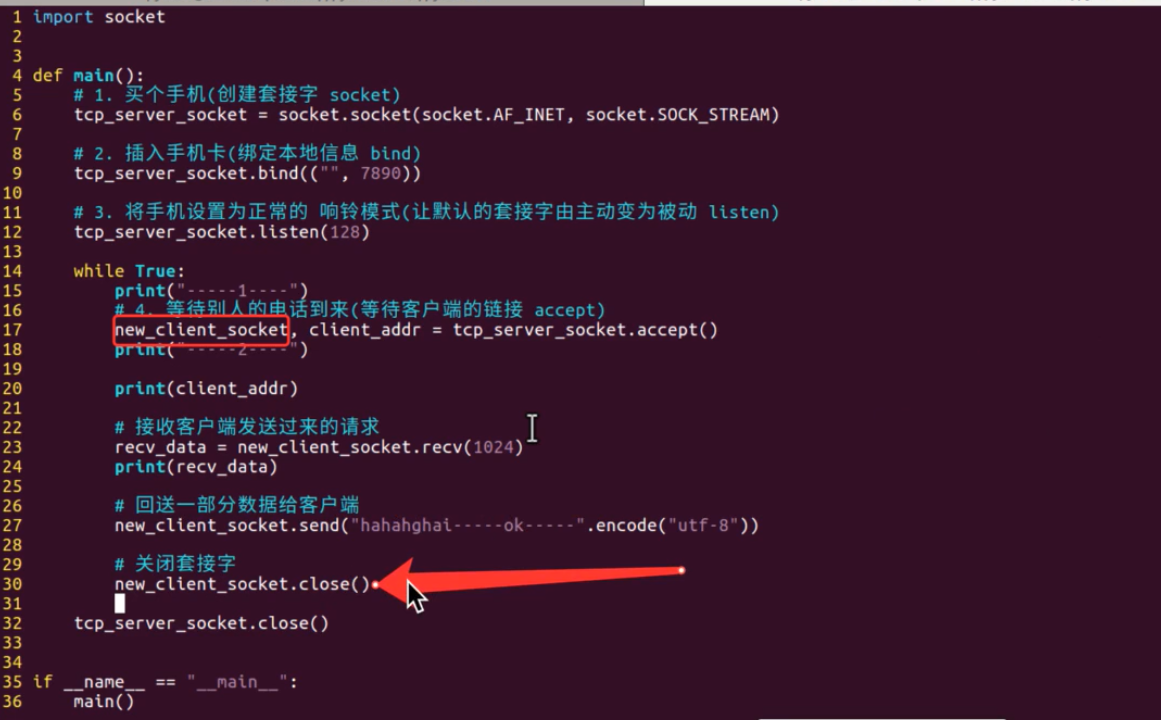 1 import socket
2
3
4 def main():
5     # 1. 买个手机(创建套接字 socket)
6     tcp_server_socket = socket.socket(socket.AF_INET, socket.SOCK_STREAM)
7
8     # 2. 插入手机卡(绑定本地信息 bind)
9     tcp_server_socket.bind(("", 7890))
10
11     # 3. 将手机设置为正常的 响铃模式(让默认的套接字由主动变为被动 listen)
12     tcp_server_socket.listen(128)
13
14     while True:
15         print("-----1----")
16         # 4. 等待别人的电话到来(等待客户端的链接 accept)
17         new_client_socket, client_addr = tcp_server_socket.accept()
18         print("-----2----")
19
20         print(client_addr)
21
22         # 接收客户端发送过来的请求
23         recv_data = new_client_socket.recv(1024)
24         print(recv_data)
25
26         # 回送一部分数据给客户端
27         new_client_socket.send("hahahghai-----ok-----".encode("utf-8"))
28
29         # 关闭套接字
30         new_client_socket.close()
31
32     tcp_server_socket.close()
33
34
35 if __name__ == "__main__":
36     main()